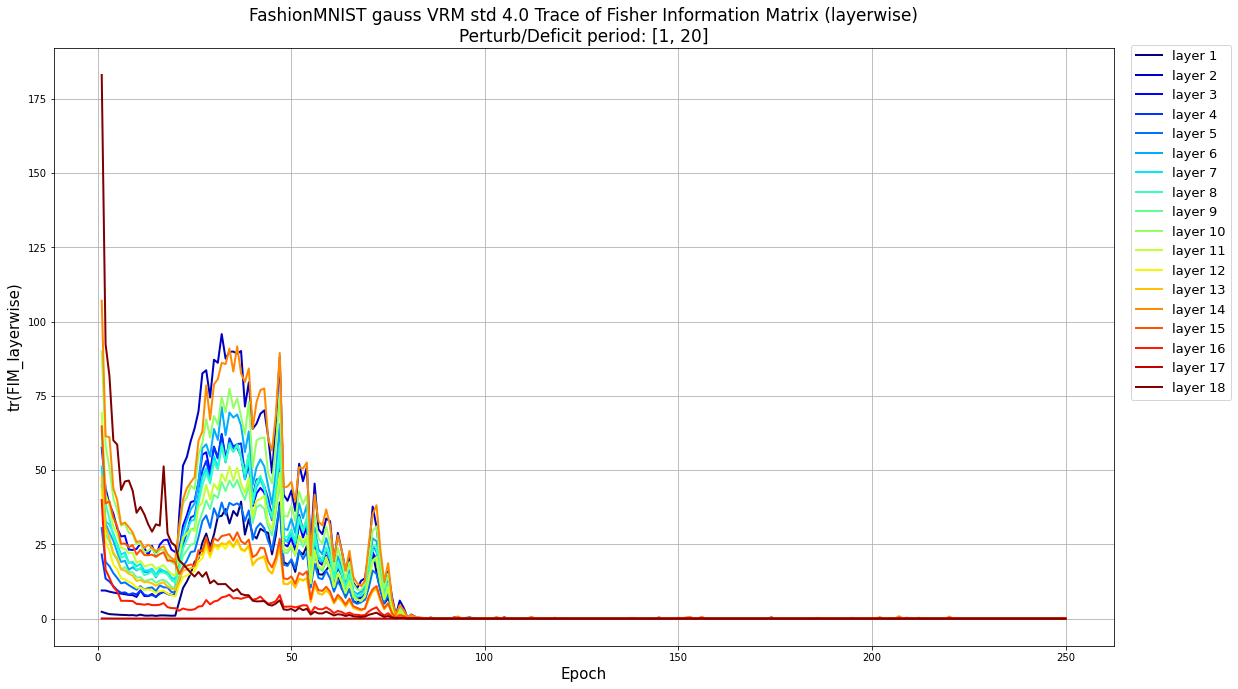 FashionMNIST gauss VRM std 4.0 Trace of Fisher Information Matrix (layerwise)
Perturb/Deficit period: [1, 20]
tr(FIM_layerwise)
175
150
125
100
75
50
25
0
0
50
100
150
200
250
Epoch
layer 1
layer 2
layer 3
layer 4
layer 5
layer 6
layer 7
layer 8
layer 9
layer 10
layer 11
layer 12
layer 13
layer 14
layer 15
layer 16
layer 17
layer 18